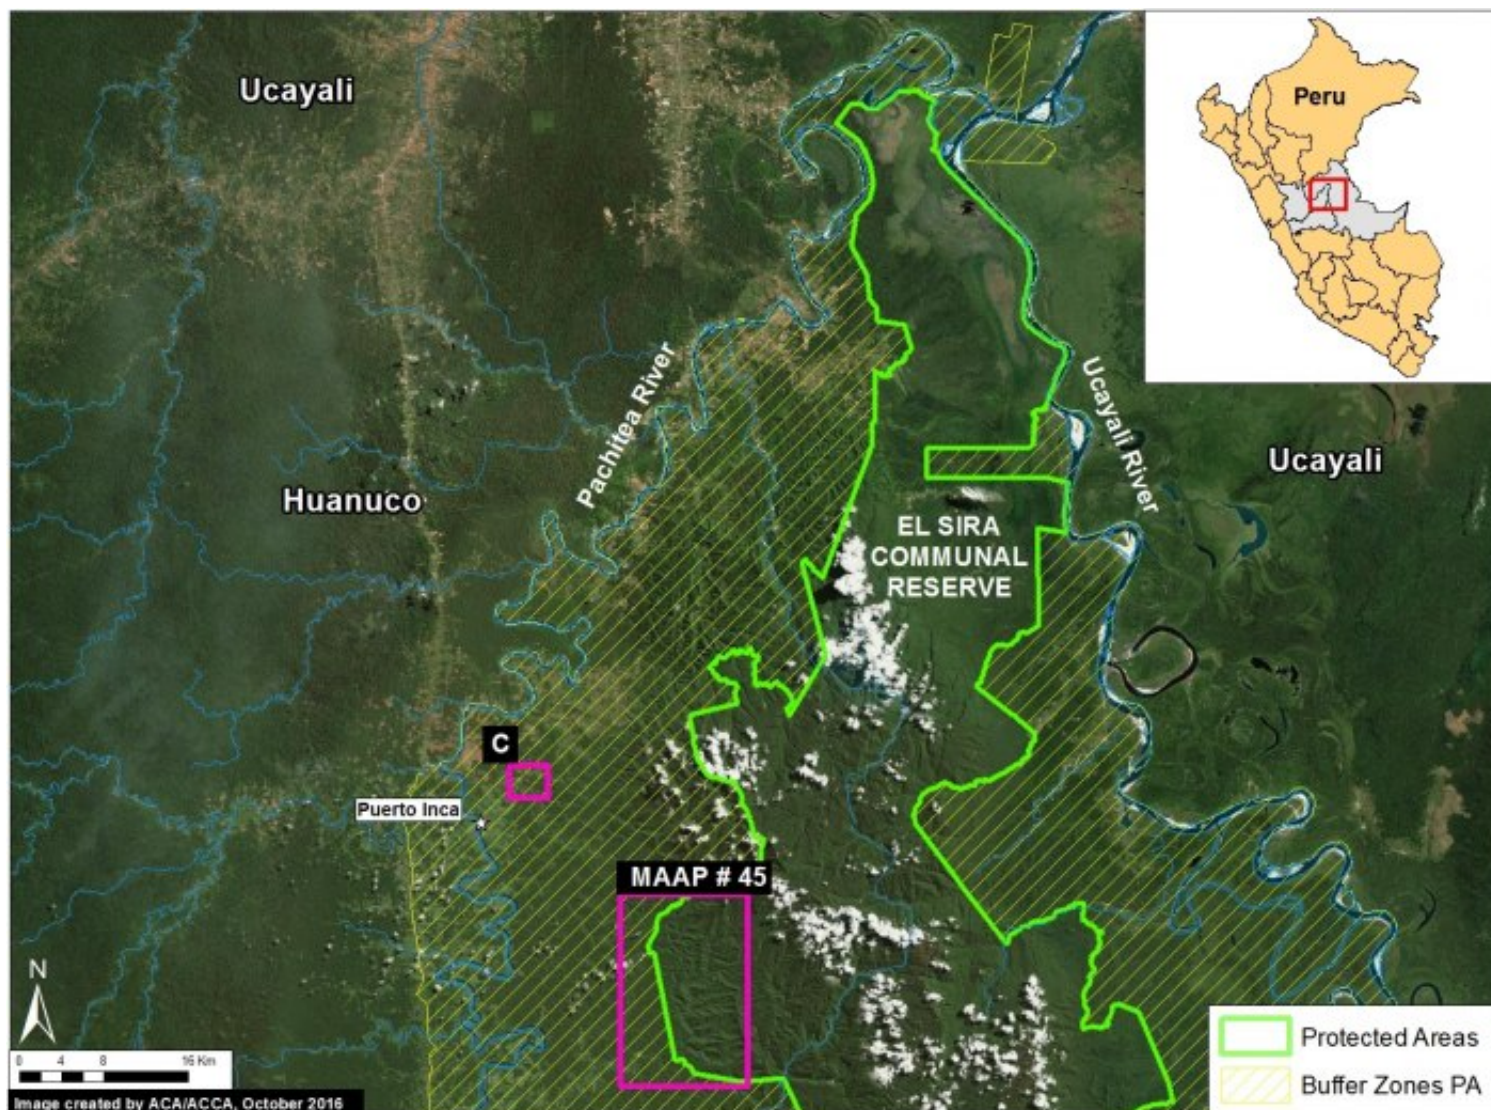 Ucayali
Peru
Pachitea River
Ucayali River
Huanuco
Ucayali
EL SIRA
COMMUNAL
RESERVE
C
Puerto Inca
MAAP # 45
N
0 4 8 16 Km
Protected Areas
Buffer Zones PA
Image created by ACA/ACCA, October 2016